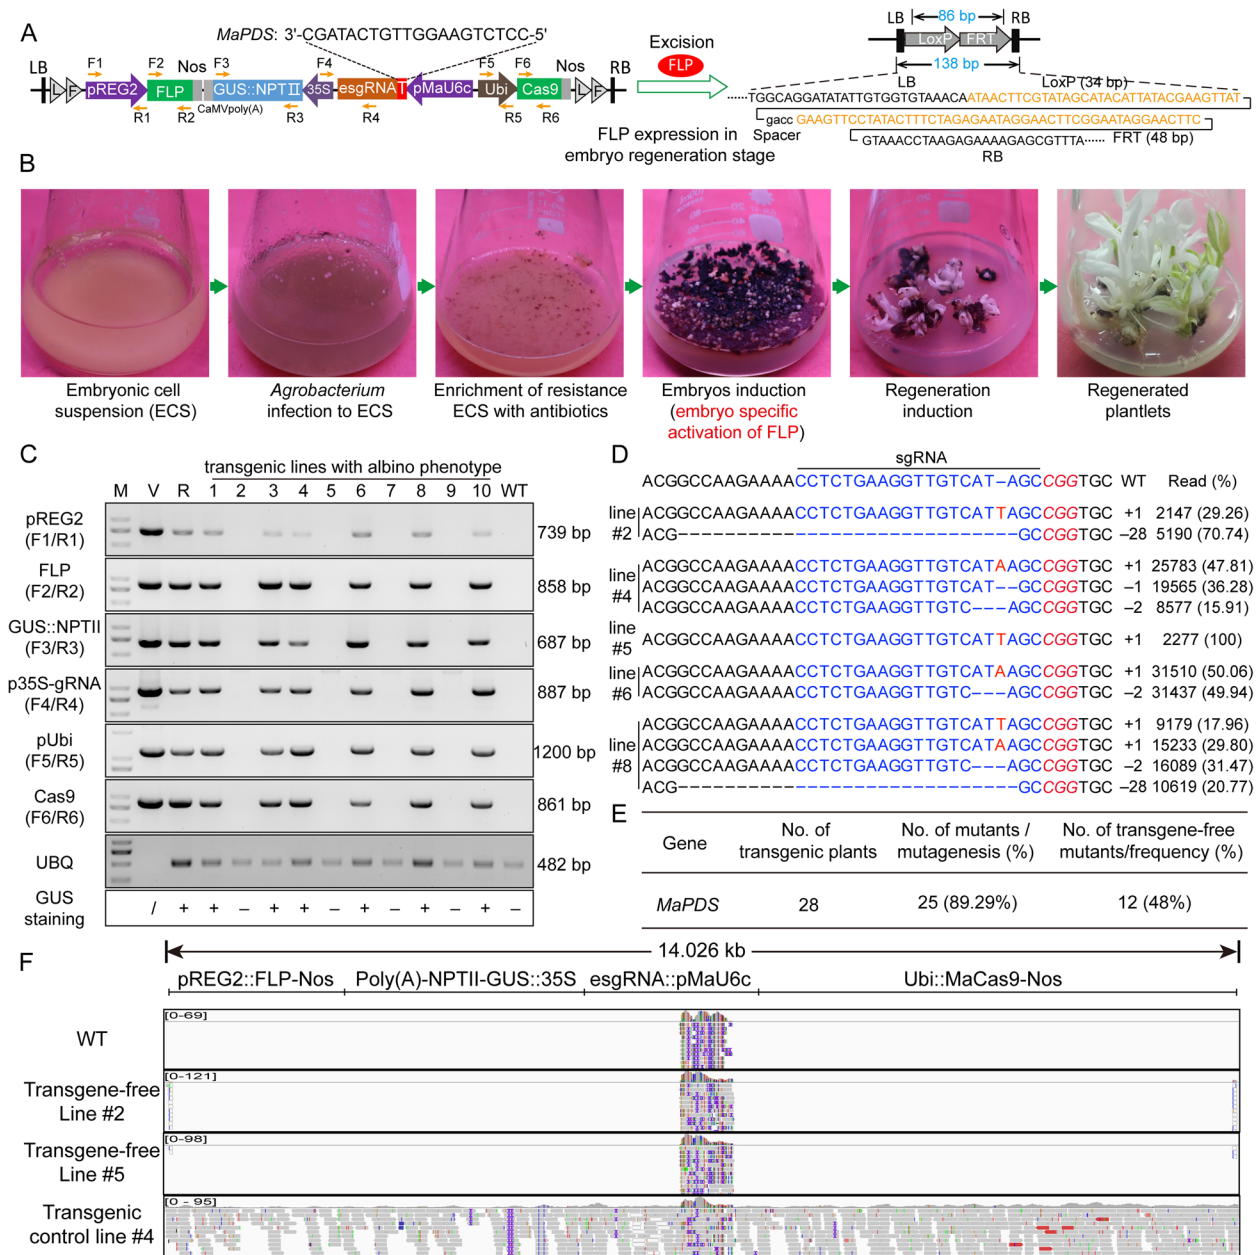 A
MaPDS: 3'-CGATACTGTTGGAAGTCTCC-5'
LB F1 F2 Nos F3 F4 F5 F6 Nos RB
L F pREG2 FLP GUS::NPTII 35S esgRNA T pMaU6c Ubi Cas9 L F
R1 R2 CaMVpoly(A) R3 R4 R5 R6
Excision
FLP
FLP expression in
embryo regeneration stage
LB 86 bp RB
LoxP FRT
138 bp
LB LoxP (34 bp)
......TGGCAGGATATATTGTGGTGTAAACAATAACTTCGTATAGCATACATTATACGAAGTTAT
gacc GAAGTTCCTATACTTTCTAGAGAATAGGAACTTCGGAATAGGAACTTC
Spacer GTAAACCTAAGAGAAAAGAGCGTTTA...... FRT (48 bp)
RB
B
Embryonic cell
suspension (ECS)
Agrobacterium
infection to ECS
Enrichment of resistance
ECS with antibiotics
Embryos induction
(embryo specific
activation of FLP)
Regeneration
induction
Regenerated
plantlets
C
transgenic lines with albino phenotype
M V R 1 2 3 4 5 6 7 8 9 10 WT
pREG2
(F1/R1) 739 bp
FLP
(F2/R2) 858 bp
GUS::NPTII
(F3/R3) 687 bp
p35S-gRNA
(F4/R4) 887 bp
pUbi
(F5/R5) 1200 bp
Cas9
(F6/R6) 861 bp
UBQ 482 bp
GUS
staining / + + – + + – + – + – + –
D
sgRNA
ACGGCCAAGAAAACCTCTGAAGGTTGTCAT–AGCCGGTGC WT Read (%)
line
#2
ACGGCCAAGAAAACCTCTGAAGGTTGTCATTAGCCGGTGC +1 2147 (29.26)
ACG----------------------------GCCGGTGC –28 5190 (70.74)
line
#4
ACGGCCAAGAAAACCTCTGAAGGTTGTCATAAGCCGGTGC +1 25783 (47.81)
ACGGCCAAGAAAACCTCTGAAGGTTGTCAT--GCCGGTGC –1 19565 (36.28)
ACGGCCAAGAAAACCTCTGAAGGTTGTC---AGCCGGTGC –2 8577 (15.91)
line
#5
ACGGCCAAGAAAACCTCTGAAGGTTGTCATTAGCCGGTGC +1 2277 (100)
line
#6
ACGGCCAAGAAAACCTCTGAAGGTTGTCATAAGCCGGTGC +1 31510 (50.06)
ACGGCCAAGAAAACCTCTGAAGGTTGTC---AGCCGGTGC –2 31437 (49.94)
line
#8
ACGGCCAAGAAAACCTCTGAAGGTTGTCATTAGCCGGTGC +1 9179 (17.96)
ACGGCCAAGAAAACCTCTGAAGGTTGTCATAAGCCGGTGC +1 15233 (29.80)
ACGGCCAAGAAAACCTCTGAAGGTTGTC---AGCCGGTGC –2 16089 (31.47)
ACG----------------------------GCCGGTGC –28 10619 (20.77)
E
Gene
No. of
transgenic plants
No. of mutants /
mutagenesis (%)
No. of transgene-free
mutants/frequency (%)
MaPDS 28 25 (89.29%) 12 (48%)
F
14.026 kb
pREG2::FLP-Nos Poly(A)-NPTII-GUS::35S esgRNA::pMaU6c Ubi::MaCas9-Nos
WT
[0-69]
Transgene-free
Line #2
[0-121]
Transgene-free
Line #5
[0-98]
Transgenic
control line #4
[0 - 95]